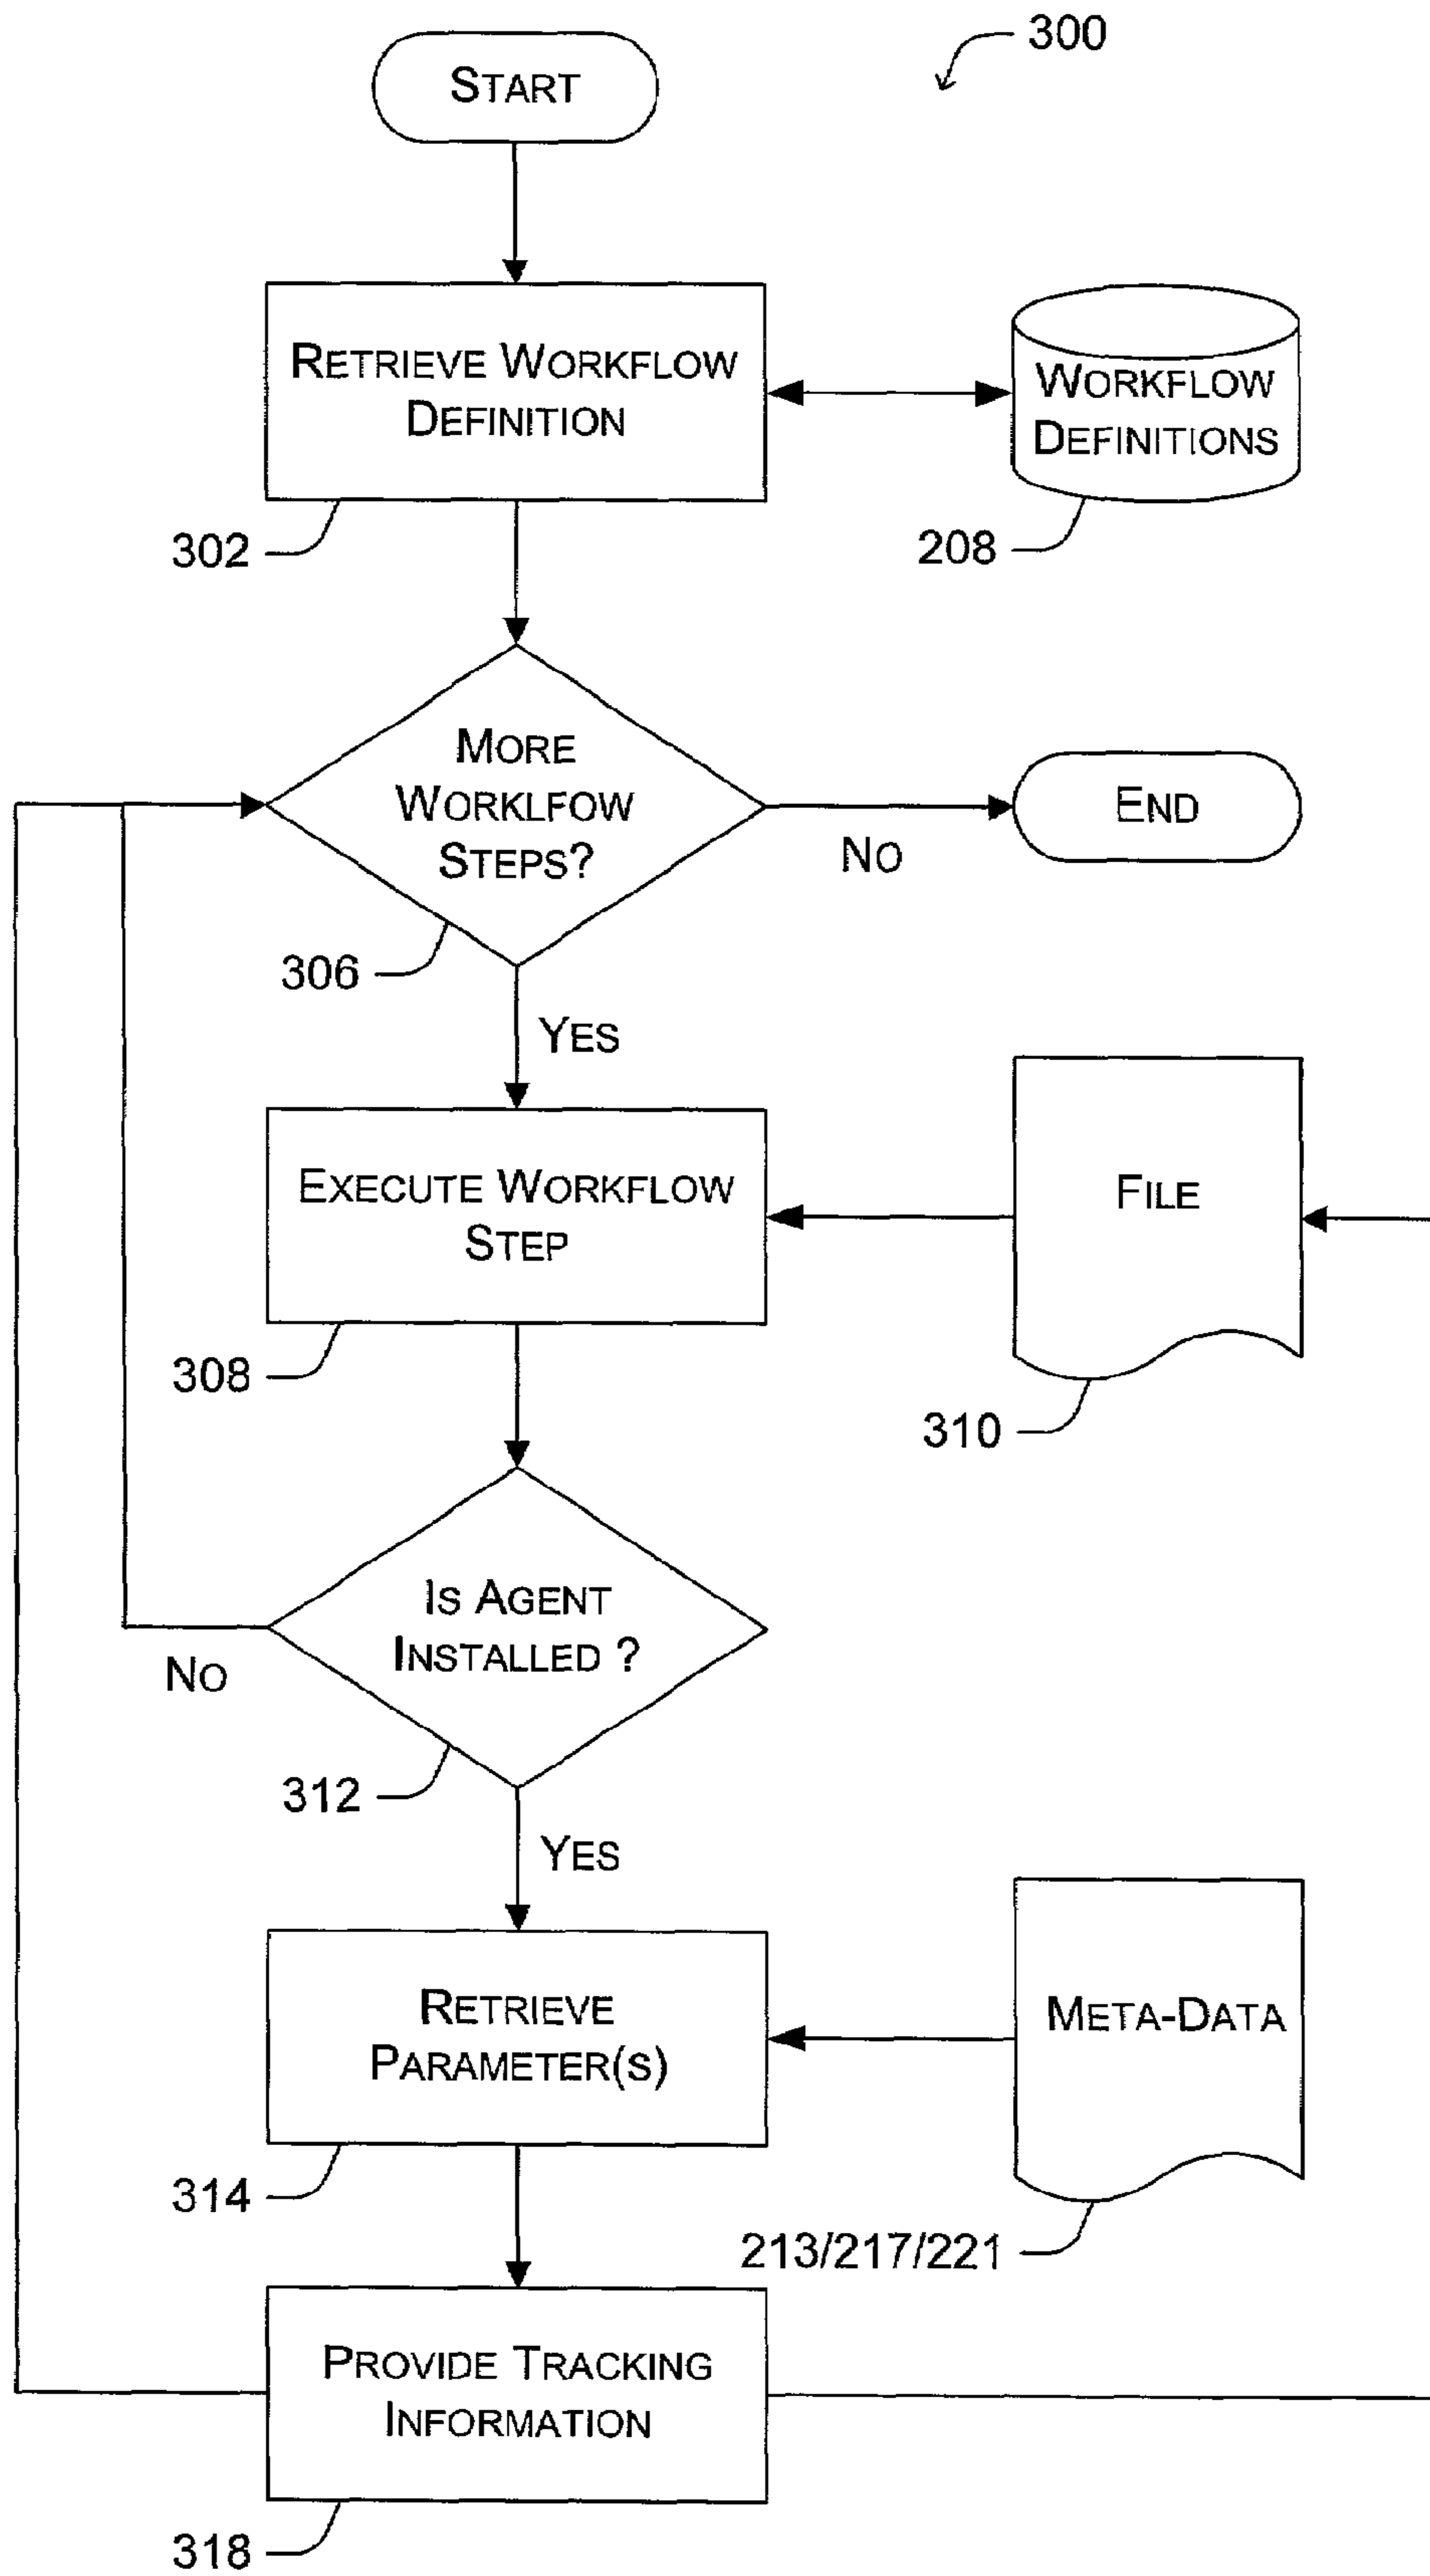 300
START
RETRIEVE WORKFLOW
DEFINITION
WORKFLOW
DEFINITIONS
302
208
MORE
WORKLFOW
STEPS?
END
NO
306
YES
EXECUTE WORKFLOW
STEP
FILE
308
310
IS AGENT
INSTALLED ?
NO
312
YES
RETRIEVE
PARAMETER(S)
META-DATA
314
213/217/221
PROVIDE TRACKING
INFORMATION
318